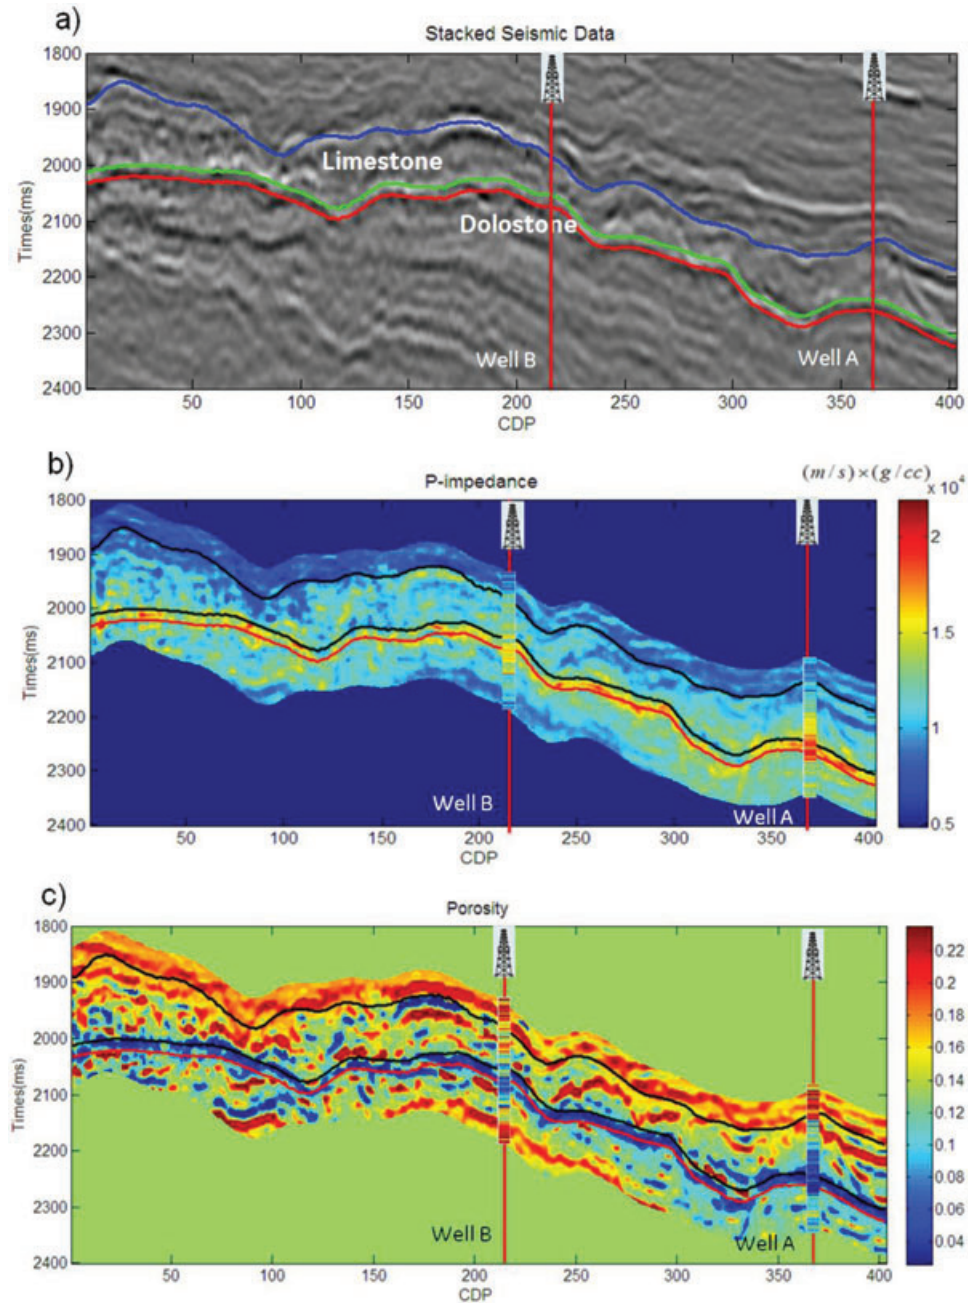 a)
Stacked Seismic Data
1800
1900
2000
2100
2200
2300
2400
Times(ms)
Limestone
Dolostone
Well B
Well A
50 100 150 200 250 300 350 400
CDP
b)
P-impedance
(m/s)×(g/cc)
x 10^4
1800
1900
2000
2100
2200
2300
2400
Times(ms)
Well B
Well A
50 100 150 200 250 300 350 400
CDP
2
1.5
1
0.5
c)
Porosity
1800
1900
2000
2100
2200
2300
2400
Times(ms)
Well B
Well A
50 100 150 200 250 300 350 400
CDP
0.22
0.2
0.18
0.16
0.14
0.12
0.1
0.08
0.06
0.04